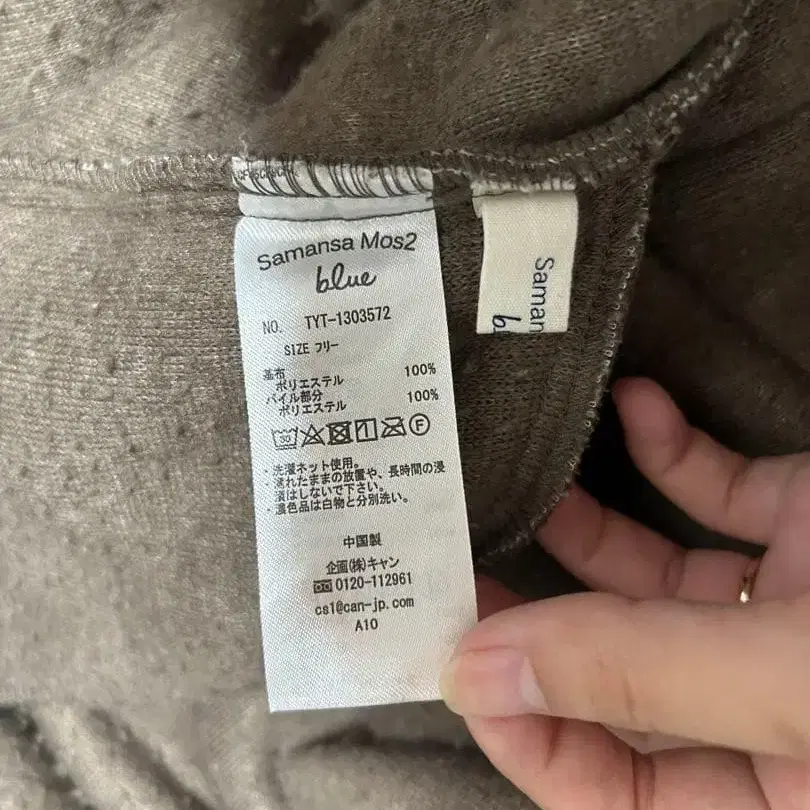 Samansa Mos2
blue
NO. TYT-1303572
SIZE フリー
基布
ポリエステル 100%
パイル部分
ポリエステル 100%
30 F
・洗濯ネット使用。
・濡れたままの放置や、長時間の浸
漬はしないで下さい。
・濃色品は白物と分別洗い。
中国製
企画(株)キャン
0120-112961
cs1@can-jp.com
A10
Saman
b